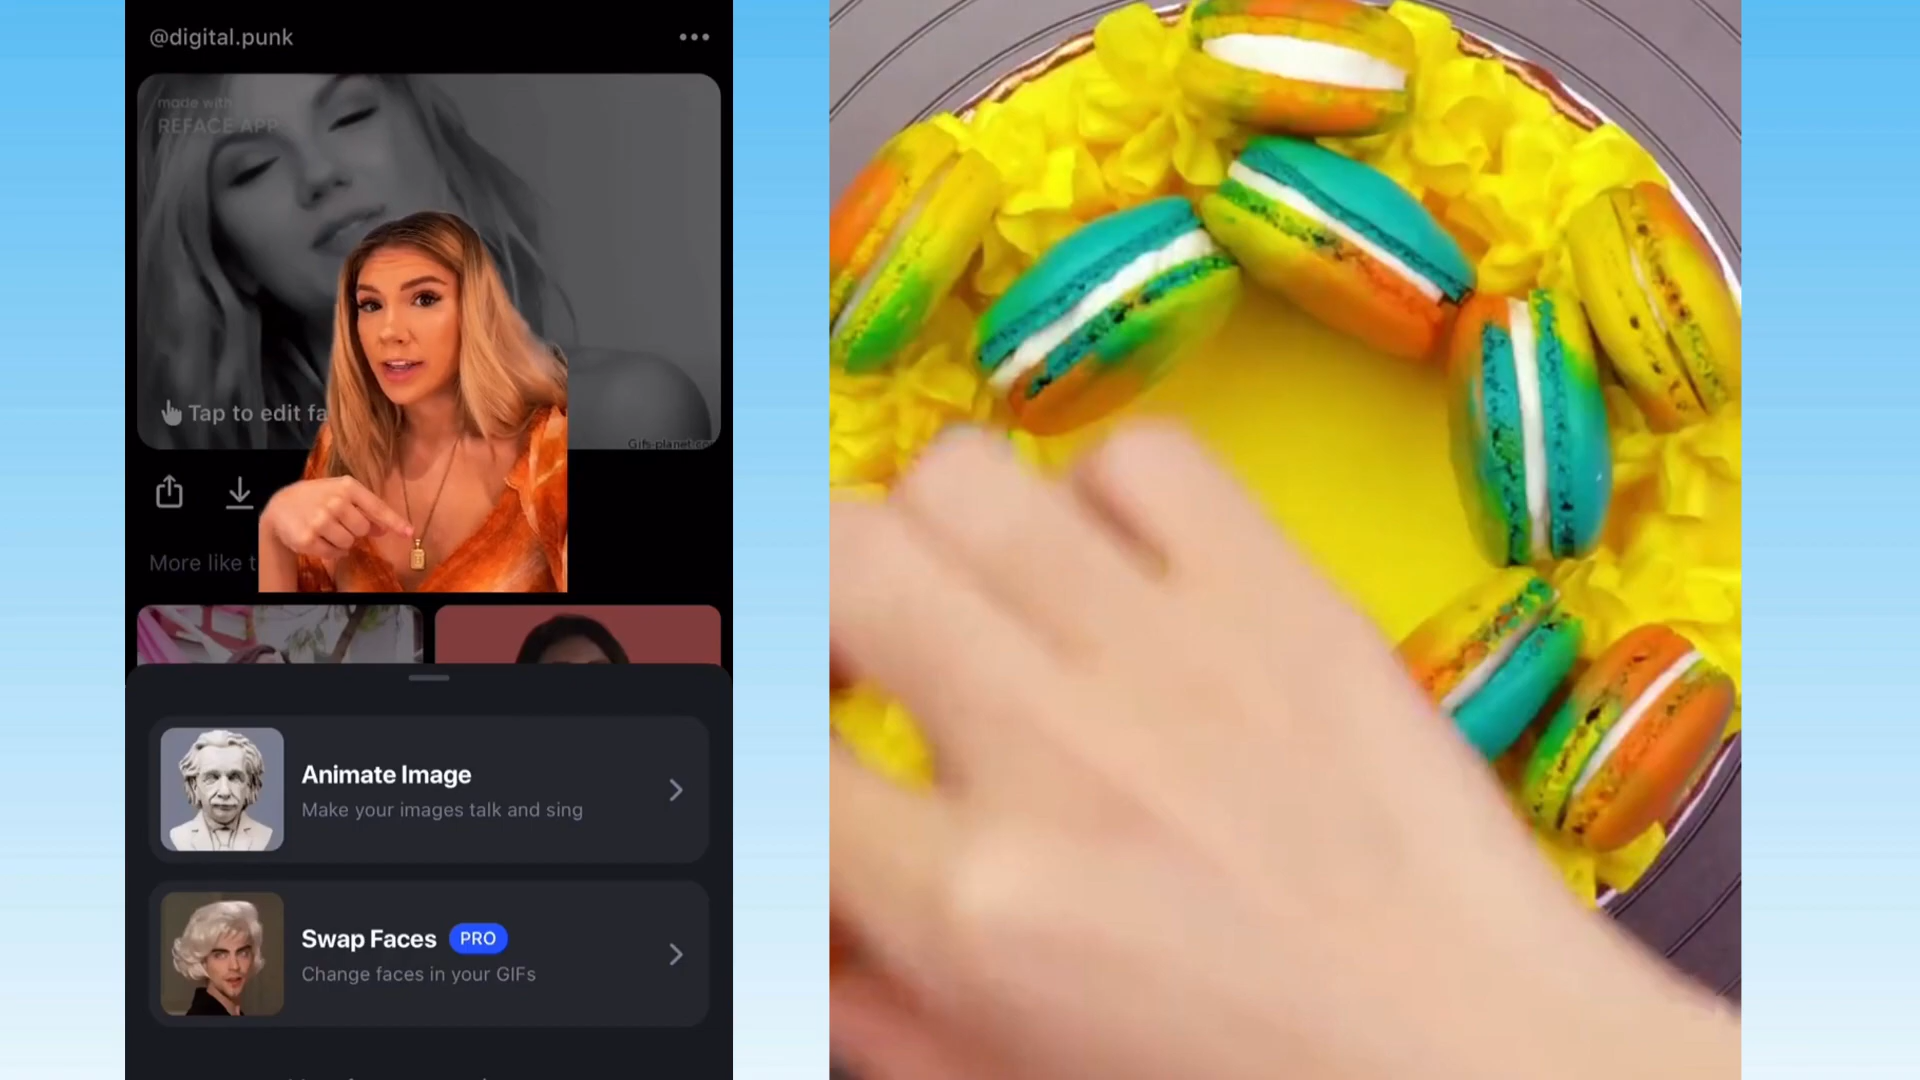 @digital.punk
made with
REFACE APP
Tap to edit fa
Gifs-planet.co
More like t
Animate Image
Make your images talk and sing
Swap Faces PRO
Change faces in your GIFs